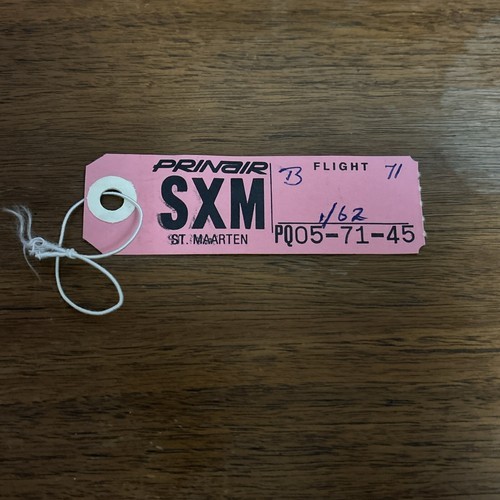 PRINAIR
SXM
ST. MAARTEN
FLIGHT 71
1/62
PQ05-71-45